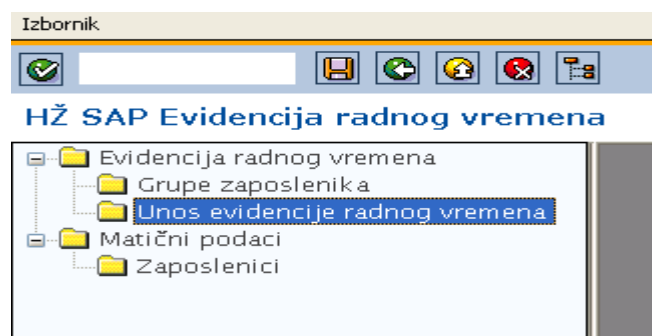 Izbornik
HŽ SAP Evidencija radnog vremena
Evidencija radnog vremena
Grupe zaposlenika
Unos evidencije radnog vremena
Matični podaci
Zaposlenici